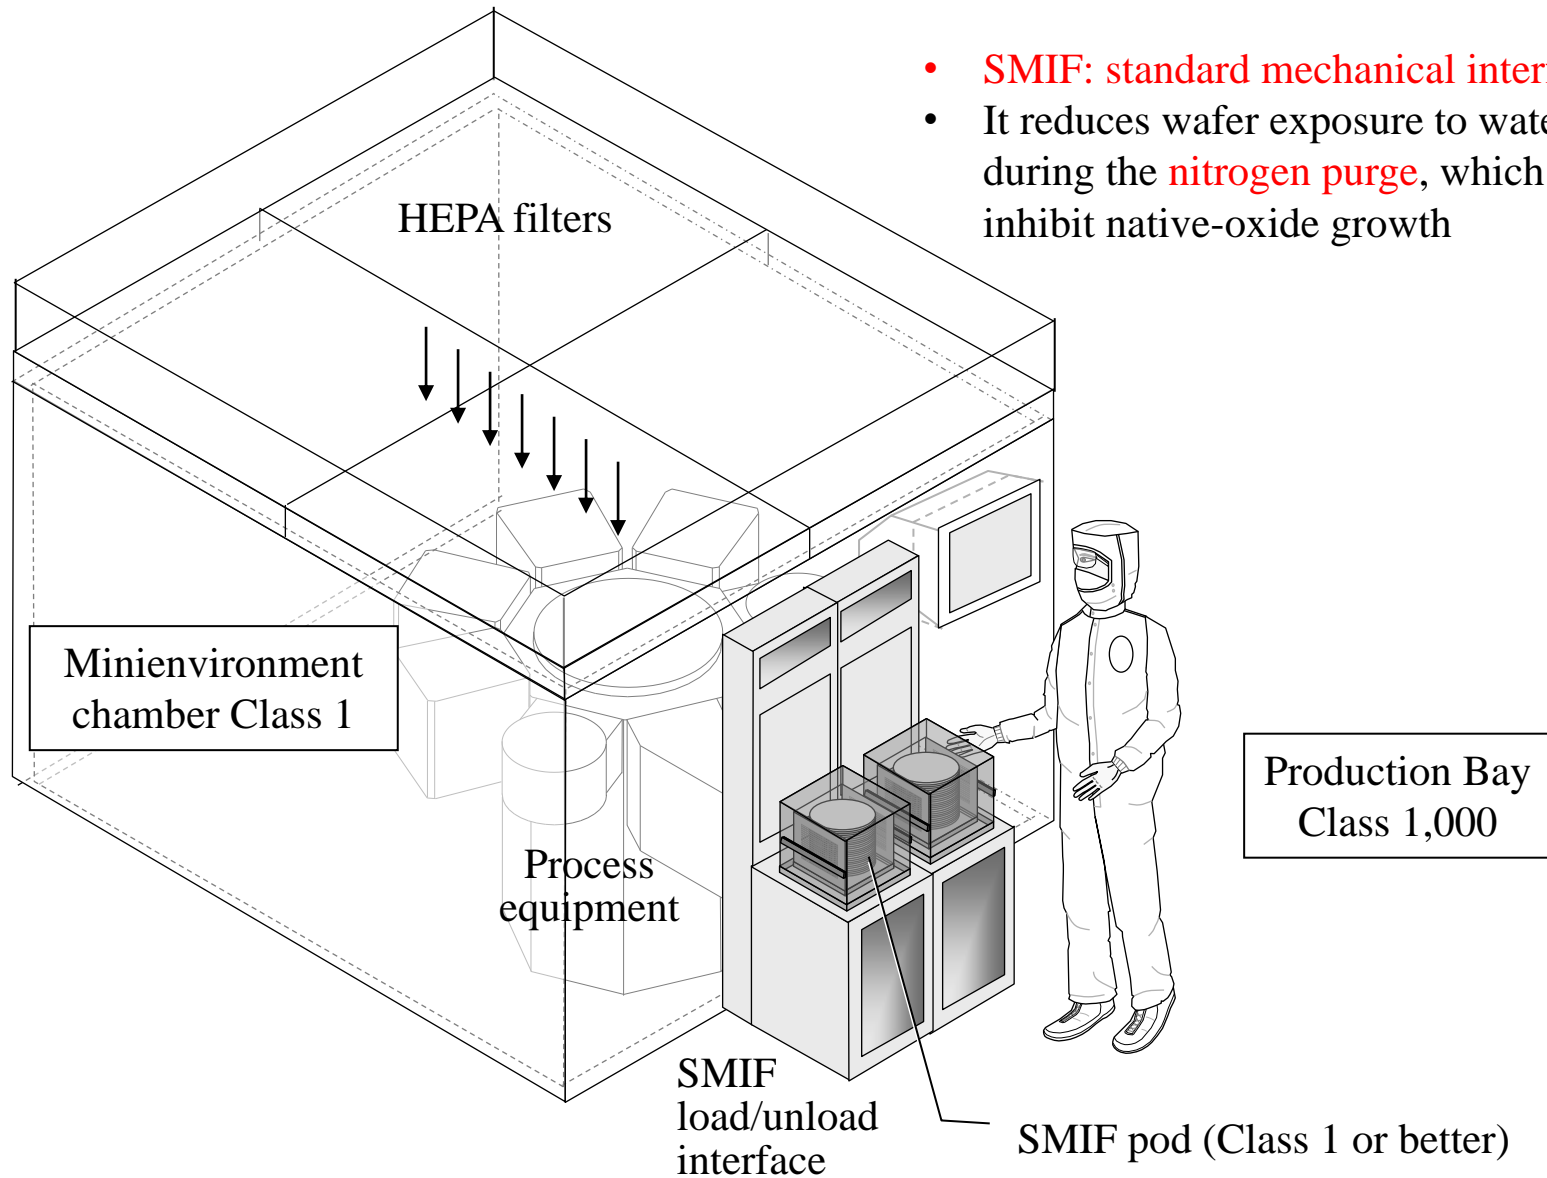 • SMIF: standard mechanical
• It reduces wafer exposure to
during the nitrogen purge, which
inhibit native-oxide growth
HEPA filters
Minienvironment
chamber Class 1
Production Bay
Class 1,000
Process
equipment
SMIF
load/unload
interface
SMIF pod (Class 1 or better)